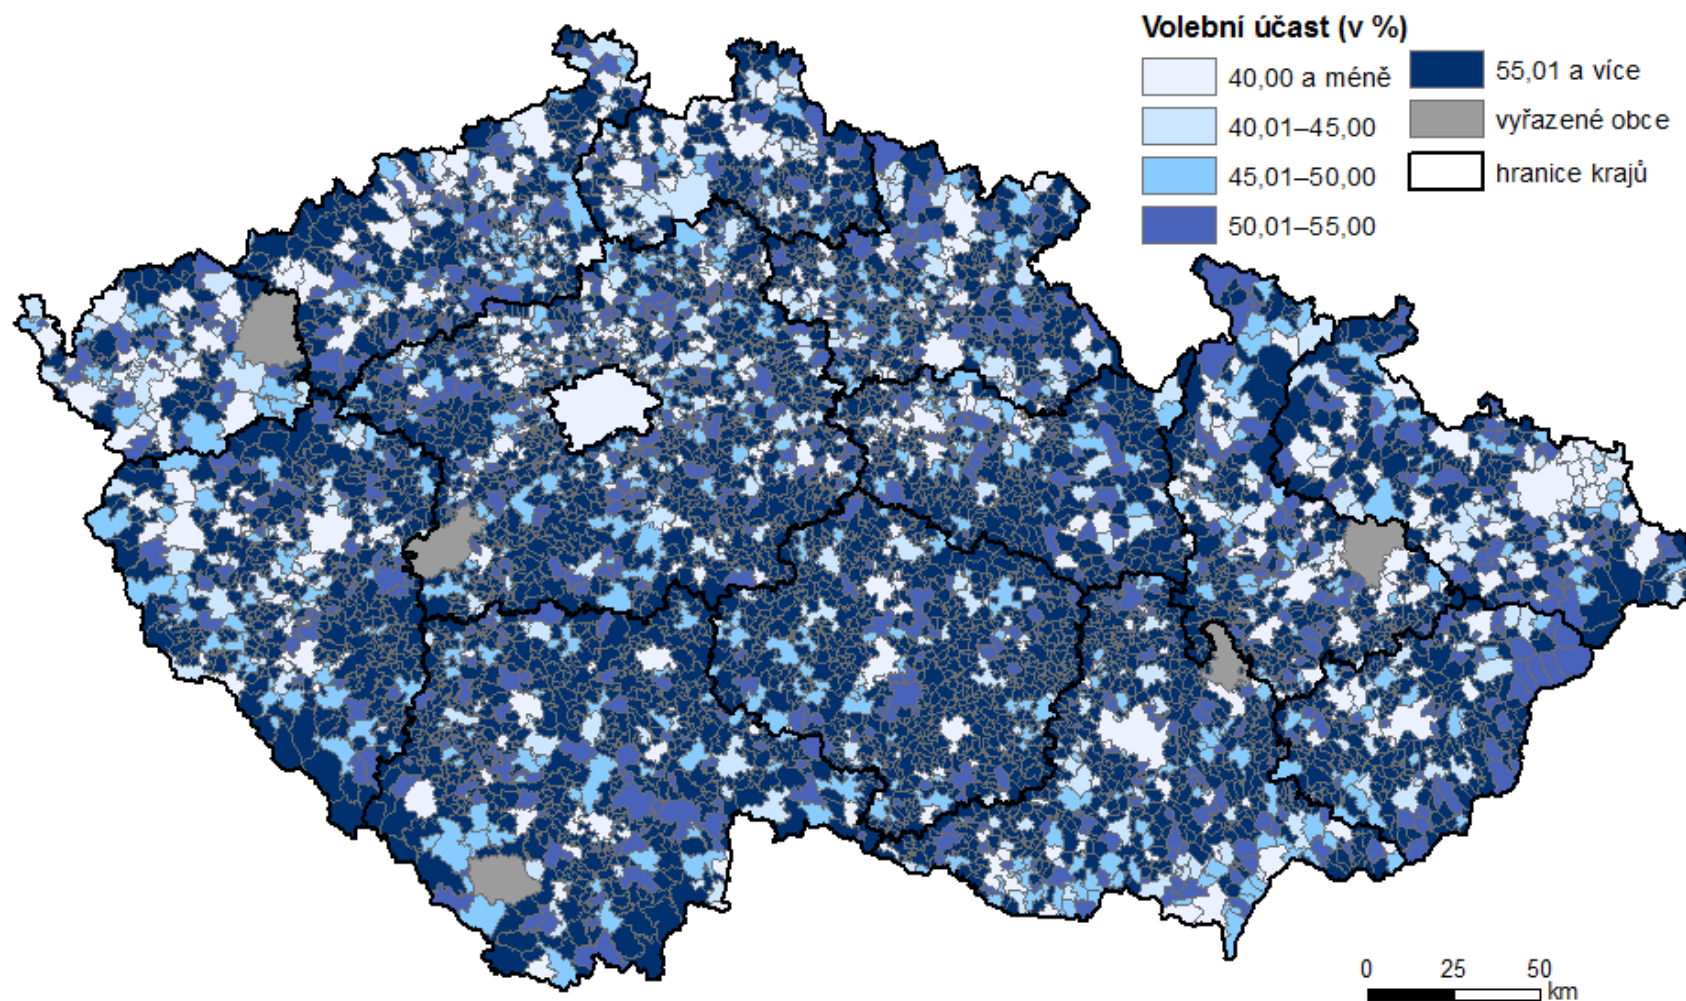 Volební účast (v %)
40,00 a méně
40,01–45,00
45,01–50,00
50,01–55,00
55,01 a více
vyřazené obce
hranice krajů
0 25 50
km